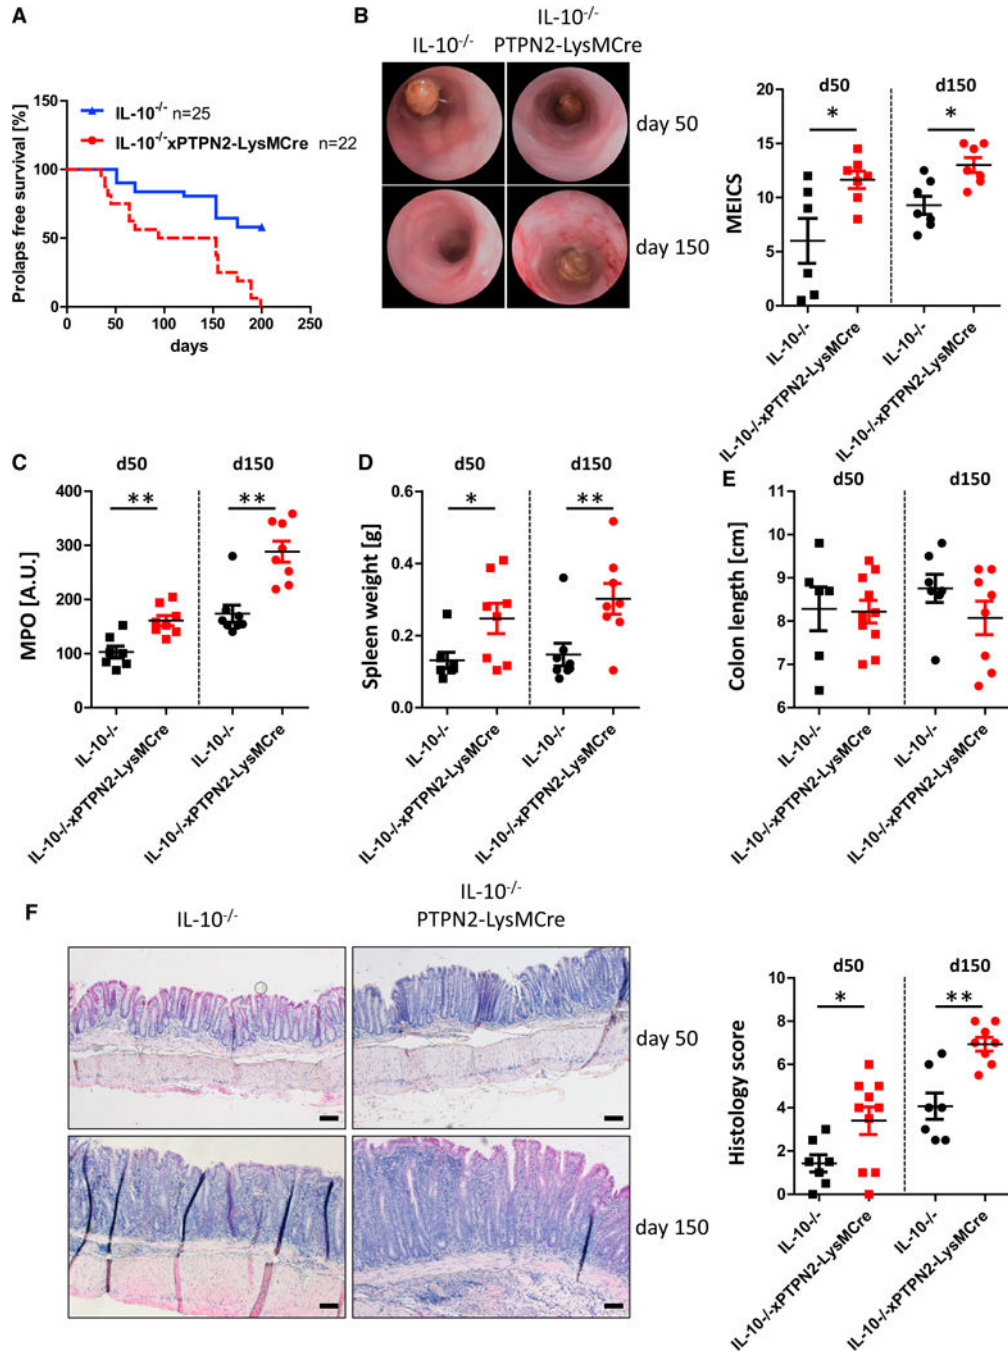 A
Prolaps free survival [%]
150
100
50
0
0 50 100 150 200 250
days
IL-10-/- n=25
IL-10-/-xPTPN2-LysMCre n=22
B
IL-10-/-
IL-10-/-
PTPN2-LysMCre
day 50
day 150
d50 d150
* *
MEICS
20
15
10
5
0
IL-10-/-
IL-10-/-xPTPN2-LysMCre
IL-10-/-
IL-10-/-xPTPN2-LysMCre
C
d50 d150
** **
MPO [A.U.]
400
300
200
100
0
IL-10-/-
IL-10-/-xPTPN2-LysMCre
IL-10-/-
IL-10-/-xPTPN2-LysMCre
D
d50 d150
* **
Spleen weight [g]
0.6
0.4
0.2
0.0
IL-10-/-
IL-10-/-xPTPN2-LysMCre
IL-10-/-
IL-10-/-xPTPN2-LysMCre
E
d50 d150
Colon length [cm]
11
10
9
8
7
6
IL-10-/-
IL-10-/-xPTPN2-LysMCre
IL-10-/-
IL-10-/-xPTPN2-LysMCre
F
IL-10-/-
IL-10-/-
PTPN2-LysMCre
day 50
day 150
d50 d150
* **
Histology score
10
8
6
4
2
0
IL-10-/-
IL-10-/-xPTPN2-LysMCre
IL-10-/-
IL-10-/-xPTPN2-LysMCre